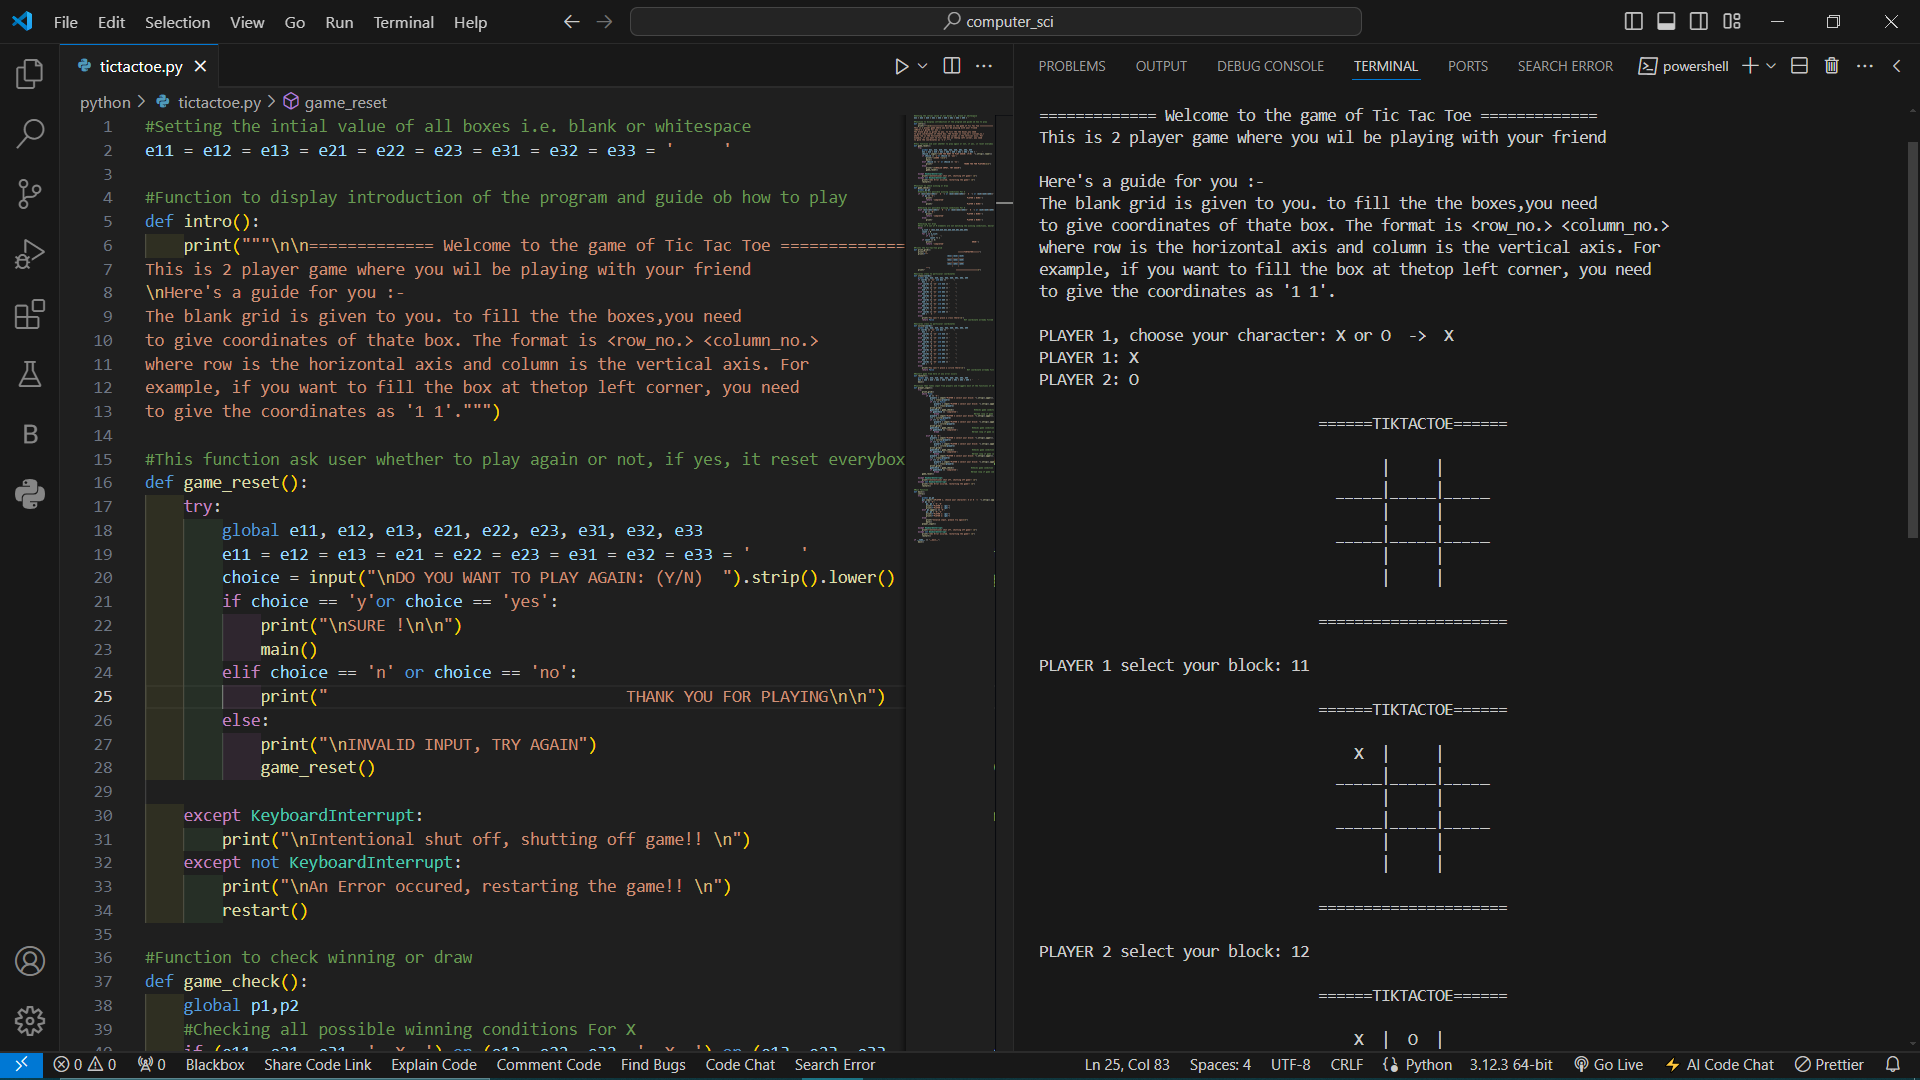 File Edit Selection View Go Run Terminal Help
computer_sci
tictactoe.py
python > tictactoe.py > game_reset
1 #Setting the intial value of all boxes i.e. blank or whitespace
2 e11 = e12 = e13 = e21 = e22 = e23 = e31 = e32 = e33 = '     '
3
4 #Function to display introduction of the program and guide ob how to play
5 def intro():
6     print("""\n\n============= Welcome to the game of Tic Tac Toe =============
7 This is 2 player game where you wil be playing with your friend
8 \nHere's a guide for you :-
9 The blank grid is given to you. to fill the the boxes,you need
10 to give coordinates of thate box. The format is <row_no.> <column_no.>
11 where row is the horizontal axis and column is the vertical axis. For
12 example, if you want to fill the box at thetop left corner, you need
13 to give the coordinates as '1 1'.""")
14
15 #This function ask user whether to play again or not, if yes, it reset everybox
16 def game_reset():
17     try:
18         global e11, e12, e13, e21, e22, e23, e31, e32, e33
19         e11 = e12 = e13 = e21 = e22 = e23 = e31 = e32 = e33 = '     '
20         choice = input("\nDO YOU WANT TO PLAY AGAIN: (Y/N)  ").strip().lower()
21         if choice == 'y'or choice == 'yes':
22             print("\nSURE !\n\n")
23             main()
24         elif choice == 'n' or choice == 'no':
25             print("                               THANK YOU FOR PLAYING\n\n")
26         else:
27             print("\nINVALID INPUT, TRY AGAIN")
28             game_reset()
29
30     except KeyboardInterrupt:
31         print("\nIntentional shut off, shutting off game!! \n")
32     except not KeyboardInterrupt:
33         print("\nAn Error occured, restarting the game!! \n")
34         restart()
35
36 #Function to check winning or draw
37 def game_check():
38     global p1,p2
39     #Checking all possible winning conditions For X
PROBLEMS OUTPUT DEBUG CONSOLE TERMINAL PORTS SEARCH ERROR powershell
============= Welcome to the game of Tic Tac Toe =============
This is 2 player game where you wil be playing with your friend
Here's a guide for you :-
The blank grid is given to you. to fill the the boxes,you need
to give coordinates of thate box. The format is <row_no.> <column_no.>
where row is the horizontal axis and column is the vertical axis. For
example, if you want to fill the box at thetop left corner, you need
to give the coordinates as '1 1'.
PLAYER 1, choose your character: X or O  ->  X
PLAYER 1: X
PLAYER 2: O
======TIKTACTOE======
     |     |
_____|_____|_____
     |     |
_____|_____|_____
     |     |
     |     |
=====================
PLAYER 1 select your block: 11
======TIKTACTOE======
  X  |     |
_____|_____|_____
     |     |
_____|_____|_____
     |     |
     |     |
=====================
PLAYER 2 select your block: 12
======TIKTACTOE======
  X  |  O  |
0 0 0 Blackbox Share Code Link Explain Code Comment Code Find Bugs Code Chat Search Error Ln 25, Col 83 Spaces: 4 UTF-8 CRLF Python 3.12.3 64-bit Go Live AI Code Chat Prettier